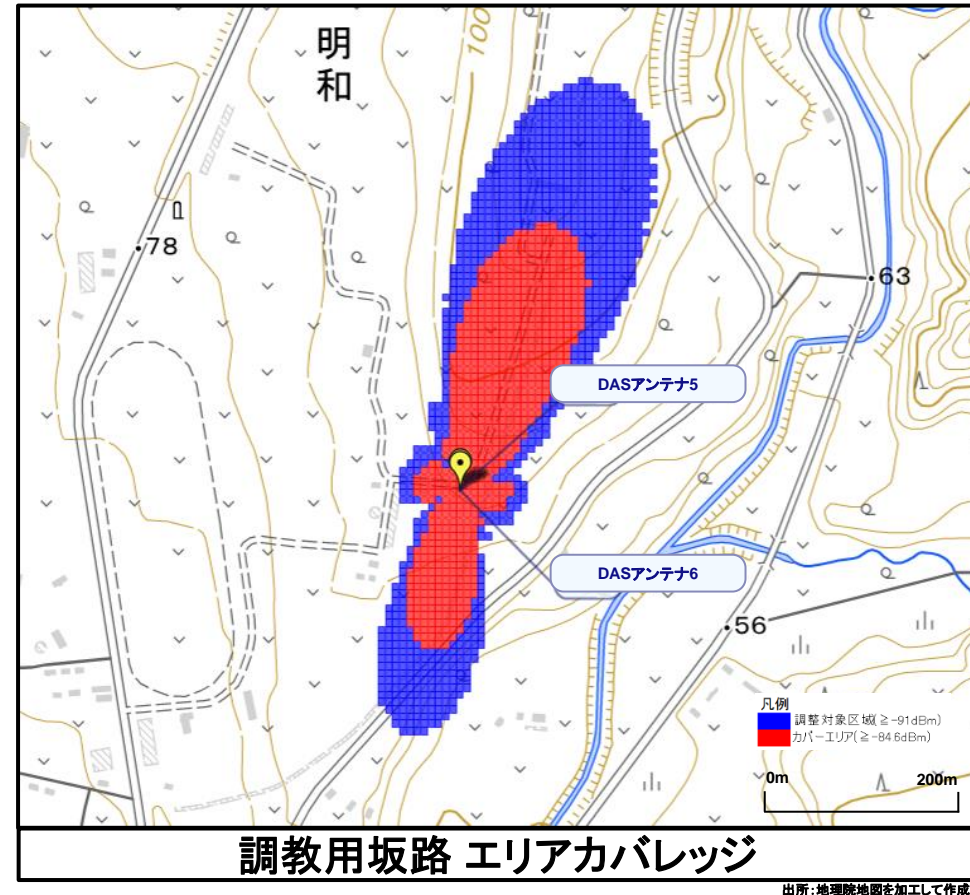 明和
100
78
63
DASアンテナ5
DASアンテナ6
56
凡例
調整対象区域(≧-91dBm)
カバーエリア(≧-84.6dBm)
0m 200m
調教用坂路 エリアカバレッジ
出所:地理院地図を加工して作成